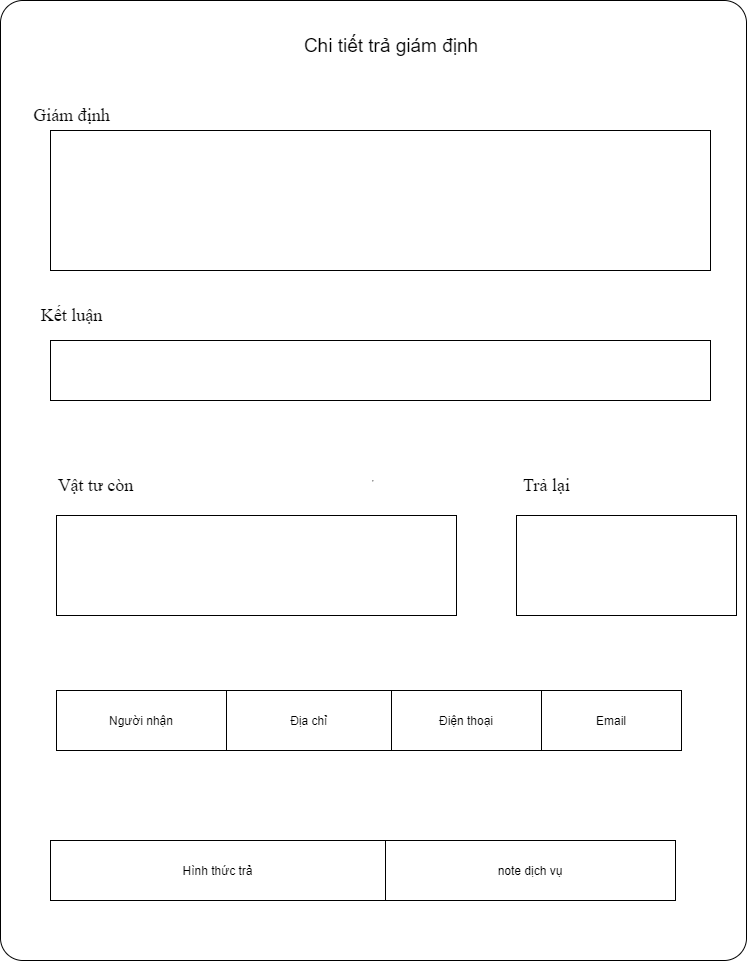 Chi tiết trả giám định
Giám định
Kết luận
Vật tư còn
Trả lại
Người nhận
Địa chỉ
Điện thoại
Email
Hình thức trả
note dịch vụ